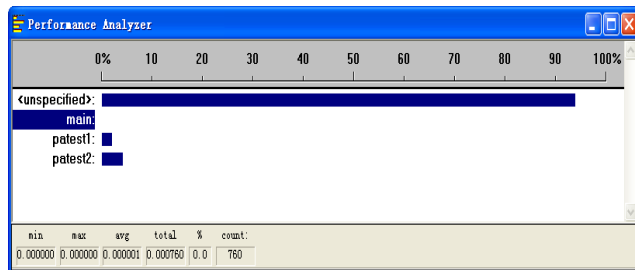 Performance Analyzer
0% 10 20 30 40 50 60 70 80 90 100%
<unspecified>:
main:
patest1:
patest2:
min max avg total % count:
0.000000 0.000000 0.000001 0.000760 0.0 760